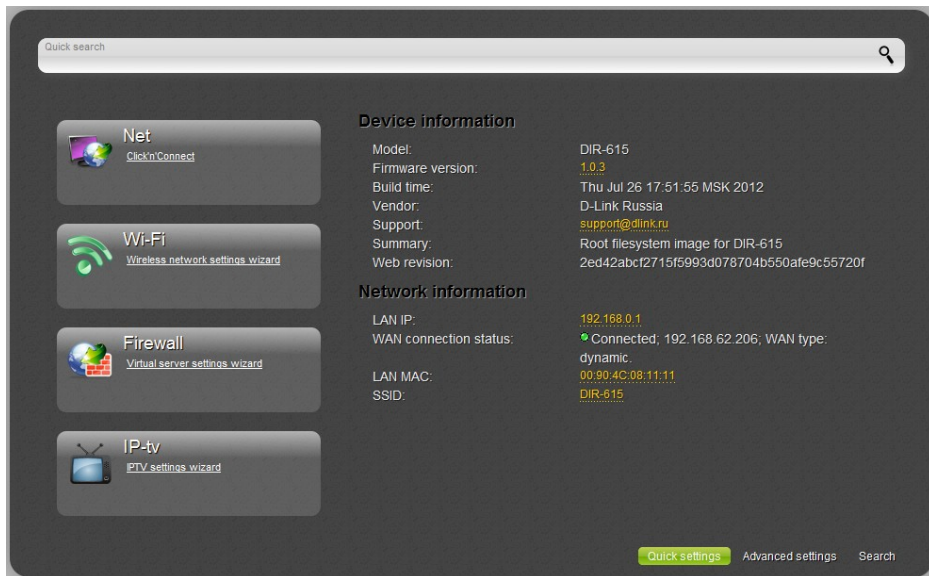 Quick search
Net
Click'n'Connect
Wi-Fi
Wireless network settings wizard
Firewall
Virtual server settings wizard
IP-tv
IPTV settings wizard
Device information
Model: DIR-615
Firmware version: 1.0.3
Build time: Thu Jul 26 17:51:55 MSK 2012
Vendor: D-Link Russia
Support: support@dlink.ru
Summary: Root filesystem image for DIR-615
Web revision: 2ed42abcf2715f5993d078704b550afe9c55720f
Network information
LAN IP: 192.168.0.1
WAN connection status: Connected; 192.168.62.206; WAN type:
dynamic.
LAN MAC: 00:90:4C:08:11:11
SSID: DIR-615
Quick settings Advanced settings Search